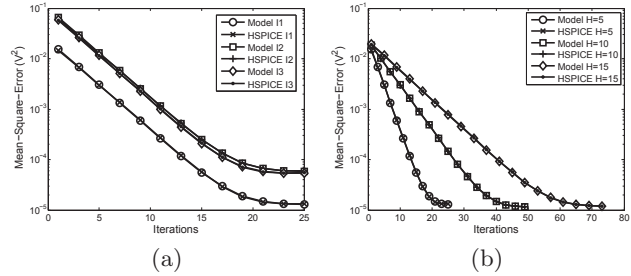 10⁻¹
10⁻²
10⁻³
10⁻⁴
10⁻⁵
Mean−Square−Error (V²)
0 5 10 15 20 25
Iterations
Model I1
HSPICE I1
Model I2
HSPICE I2
Model I3
HSPICE I3
(a)
10⁻¹
10⁻²
10⁻³
10⁻⁴
10⁻⁵
Mean−Square−Error (V²)
0 10 20 30 40 50 60 70 80
Iterations
Model H=5
HSPICE H=5
Model H=10
HSPICE H=10
Model H=15
HSPICE H=15
(b)